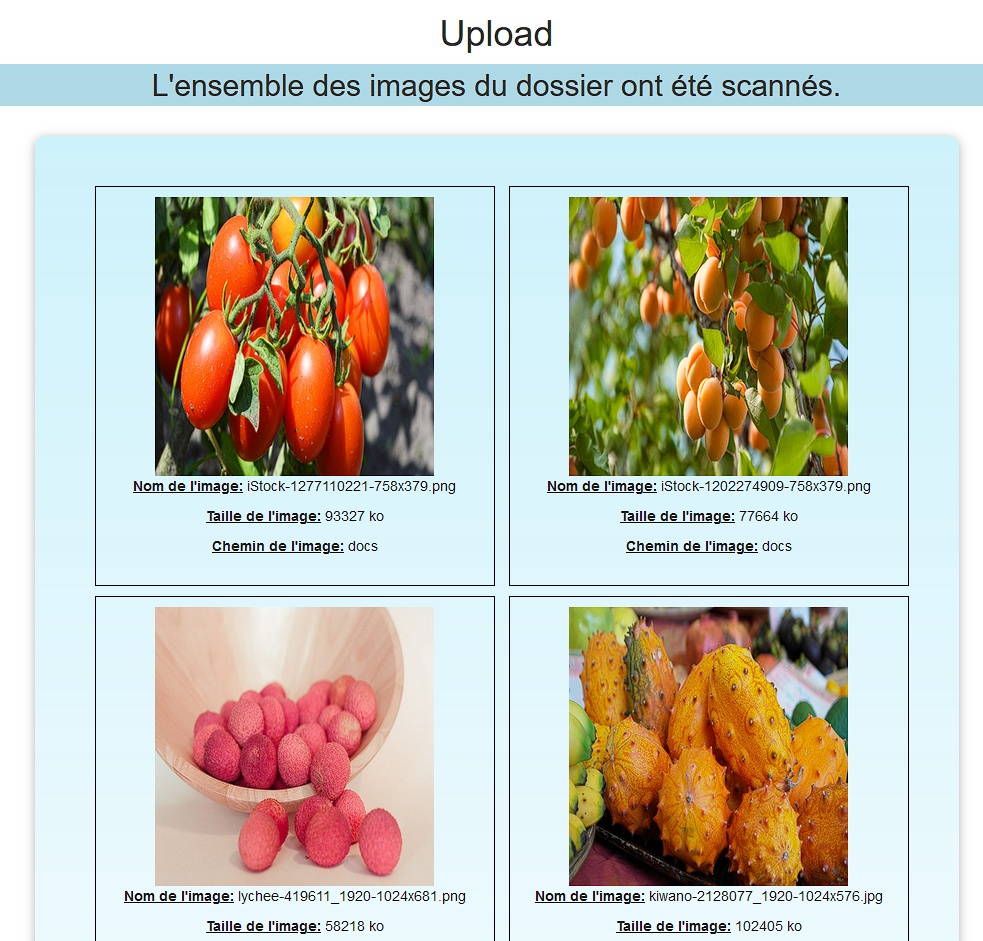 Upload
L'ensemble des images du dossier ont été scannés.
Nom de l'image: iStock-1277110221-758x379.png
Taille de l'image: 93327 ko
Chemin de l'image: docs
Nom de l'image: iStock-1202274909-758x379.png
Taille de l'image: 77664 ko
Chemin de l'image: docs
Nom de l'image: lychee-419611_1920-1024x681.png
Taille de l'image: 58218 ko
Nom de l'image: kiwano-2128077_1920-1024x576.jpg
Taille de l'image: 102405 ko